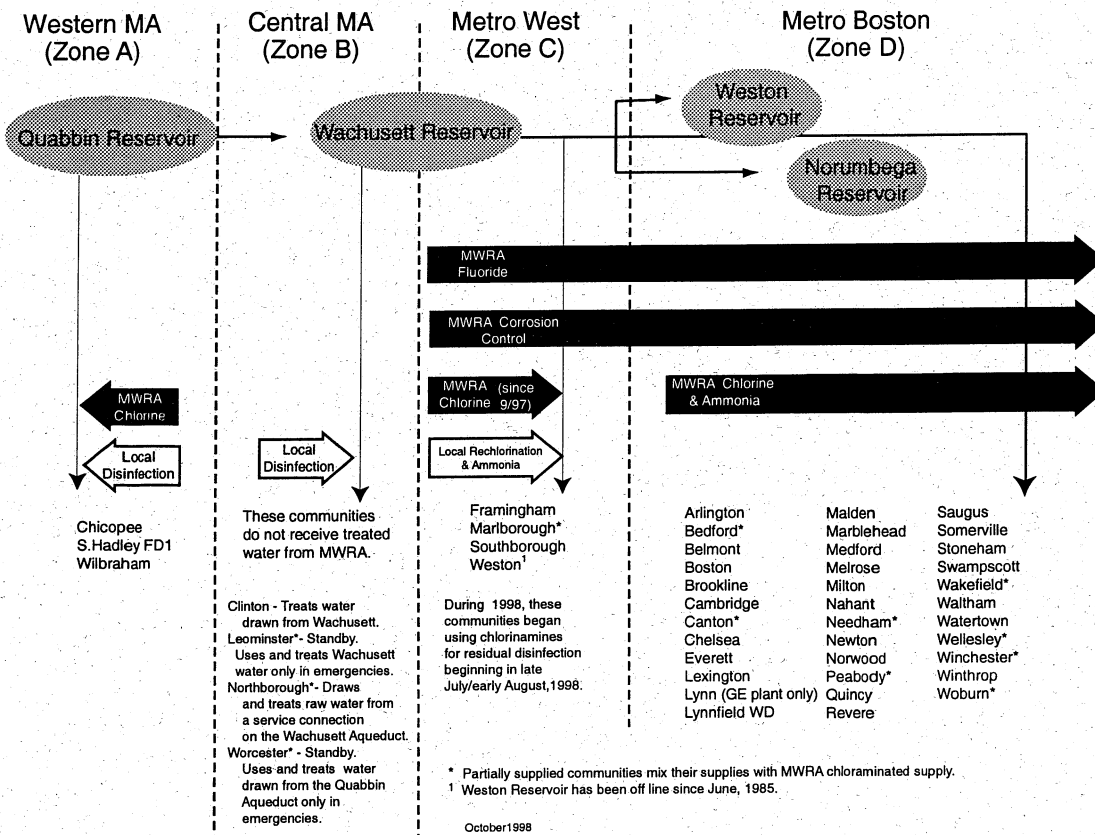 Western MA
(Zone A)
Central MA
(Zone B)
Metro West
(Zone C)
Metro Boston
(Zone D)
Quabbin Reservoir
Wachusett Reservoir
Weston
Reservoir
Norumbega
Reservoir
MWRA
Fluoride
MWRA Corrosion
Control
MWRA
Chlorine
MWRA (since
Chlorine 9/97)
MWRA Chlorine
& Ammonia
Local
Disinfection
Local
Disinfection
Local Rechlorination
& Ammonia
Chicopee
S.Hadley FD1
Wilbraham
These communities
do not receive treated
water from MWRA.
Clinton - Treats water
drawn from Wachusett.
Leominster*- Standby.
Uses and treats Wachusett
water only in emergencies.
Northborough*- Draws
and treats raw water from
a service connection
on the Wachusett Aqueduct.
Worcester* - Standby.
Uses and treats water
drawn from the Quabbin
Aqueduct only in
emergencies.
Framingham
Marlborough*
Southborough
Weston¹
During 1998, these
communities began
using chlorinamines
for residual disinfection
beginning in late
July/early August,1998.
Arlington
Bedford*
Belmont
Boston
Brookline
Cambridge
Canton*
Chelsea
Everett
Lexington
Lynn (GE plant only)
Lynnfield WD
Malden
Marblehead
Medford
Melrose
Milton
Nahant
Needham*
Newton
Norwood
Peabody*
Quincy
Revere
Saugus
Somerville
Stoneham
Swampscott
Wakefield*
Waltham
Watertown
Wellesley*
Winchester*
Winthrop
Woburn*
* Partially supplied communities mix their supplies with MWRA chloraminated supply.
¹ Weston Reservoir has been off line since June, 1985.
October1998